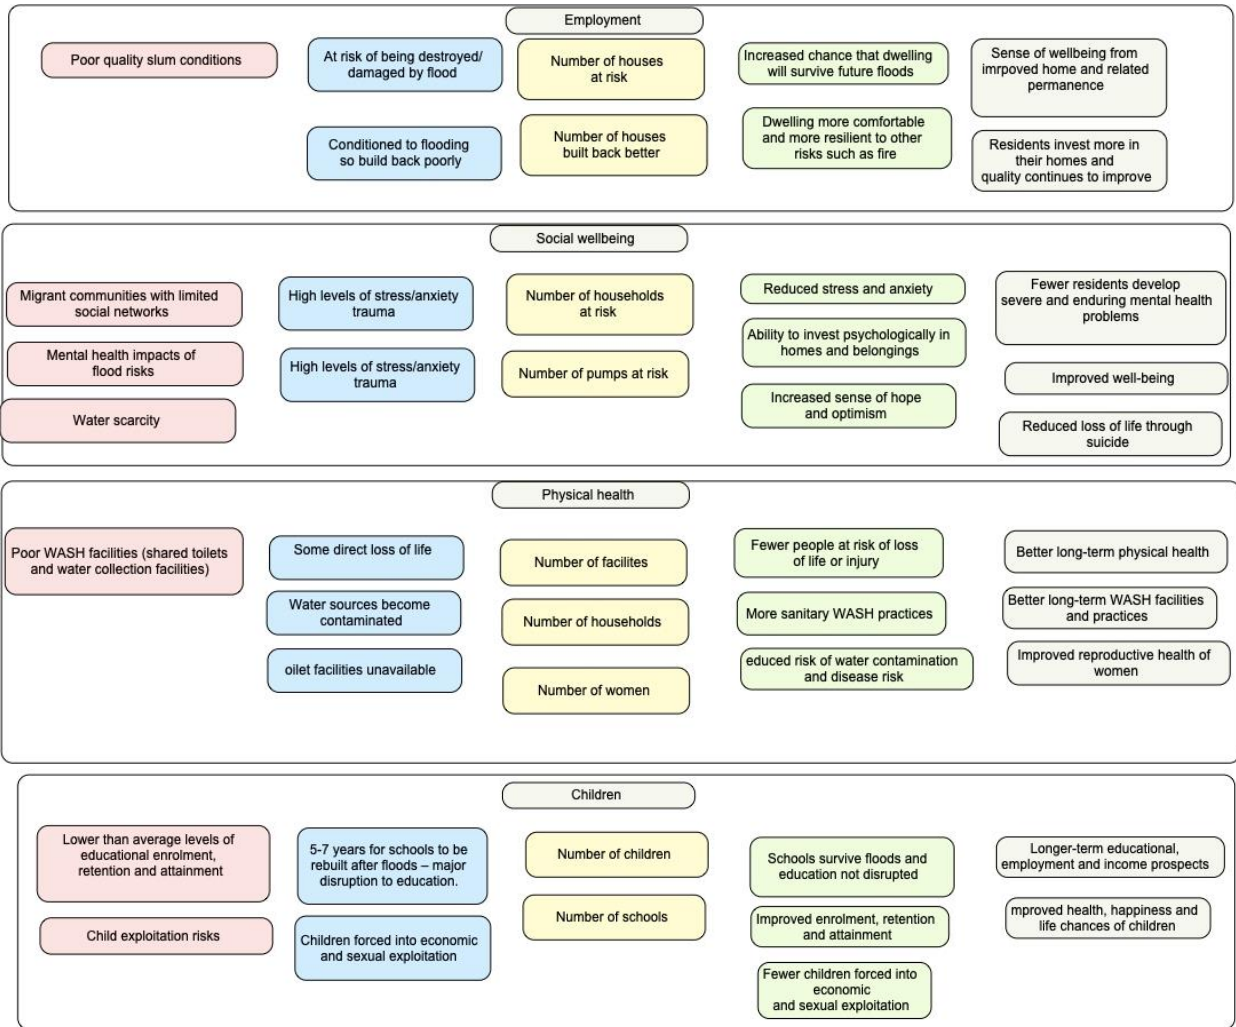 Employment
Poor quality slum conditions
At risk of being destroyed/
damaged by flood
Number of houses
at risk
Increased chance that dwelling
will survive future floods
Sense of wellbeing from
imrpoved home and related
permanence
Conditioned to flooding
so build back poorly
Number of houses
built back better
Dwelling more comfortable
and more resilient to other
risks such as fire
Residents invest more in
their homes and
quality continues to improve
Social wellbeing
Migrant communities with limited
social networks
High levels of stress/anxiety
trauma
Number of households
at risk
Reduced stress and anxiety
Fewer residents develop
severe and enduring mental health
problems
Mental health impacts of
flood risks
High levels of stress/anxiety
trauma
Number of pumps at risk
Ability to invest psychologically in
homes and belongings
Improved well-being
Water scarcity
Increased sense of hope
and optimism
Reduced loss of life through
suicide
Physical health
Poor WASH facilities (shared toilets
and water collection facilities)
Some direct loss of life
Number of facilites
Fewer people at risk of loss
of life or injury
Better long-term physical health
Water sources become
contaminated
Number of households
More sanitary WASH practices
Better long-term WASH facilities
and practices
oilet facilities unavailable
Number of women
educed risk of water contamination
and disease risk
Improved reproductive health of
women
Children
Lower than average levels of
educational enrolment,
retention and attainment
5-7 years for schools to be
rebuilt after floods – major
disruption to education.
Number of children
Schools survive floods and
education not disrupted
Longer-term educational,
employment and income prospects
Child exploitation risks
Children forced into economic
and sexual exploitation
Number of schools
Improved enrolment, retention
and attainment
mproved health, happiness and
life chances of children
Fewer children forced into
economic
and sexual exploitation